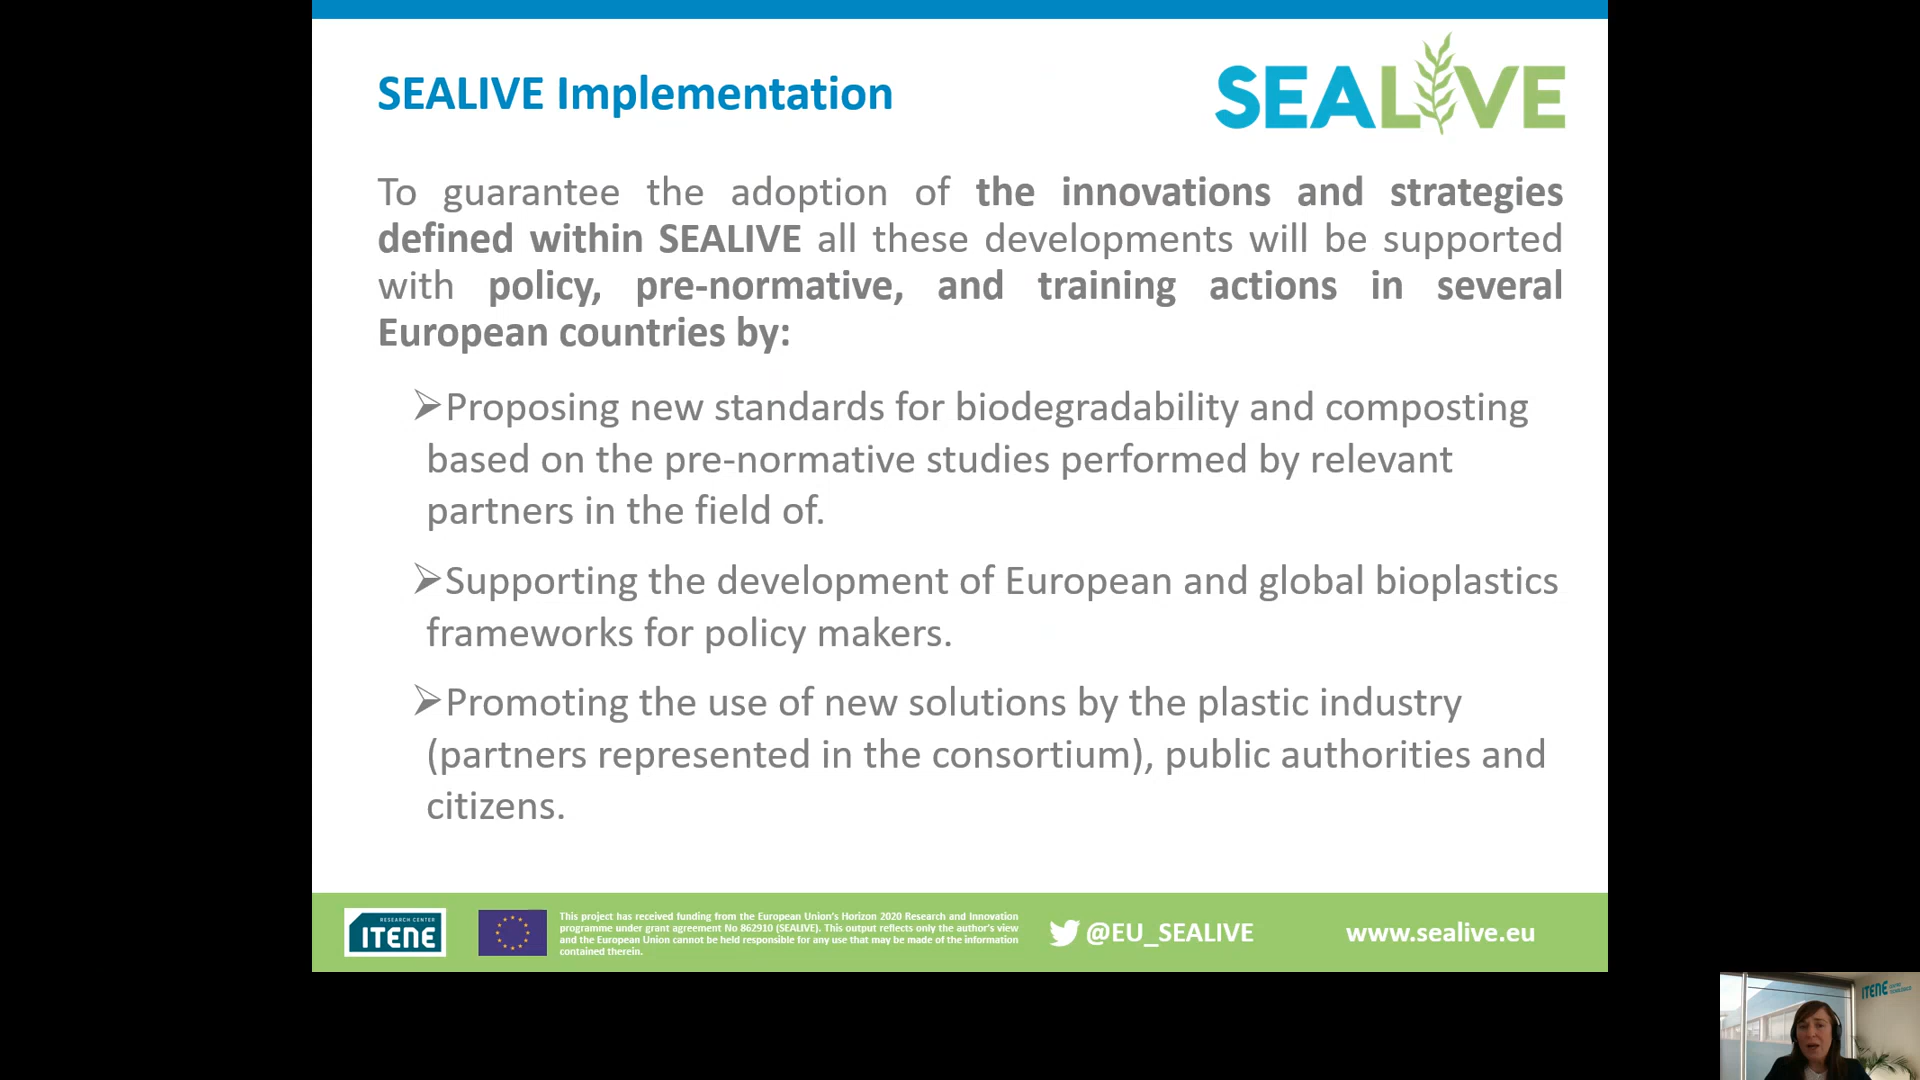 SEALIVE Implementation
SEALIVE
To guarantee the adoption of the innovations and strategies
defined within SEALIVE all these developments will be supported
with policy, pre-normative, and training actions in several
European countries by:
➢Proposing new standards for biodegradability and composting
based on the pre-normative studies performed by relevant
partners in the field of.
➢Supporting the development of European and global bioplastics
frameworks for policy makers.
➢Promoting the use of new solutions by the plastic industry
(partners represented in the consortium), public authorities and
citizens.
RESEARCH CENTER
ITENE
This project has received funding from the European Union's Horizon 2020 Research and Innovation
programme under grant agreement No 862910 (SEALIVE). This output reflects only the author's view
and the European Union cannot be held responsible for any use that may be made of the information
contained therein.
@EU_SEALIVE
www.sealive.eu
ITENE